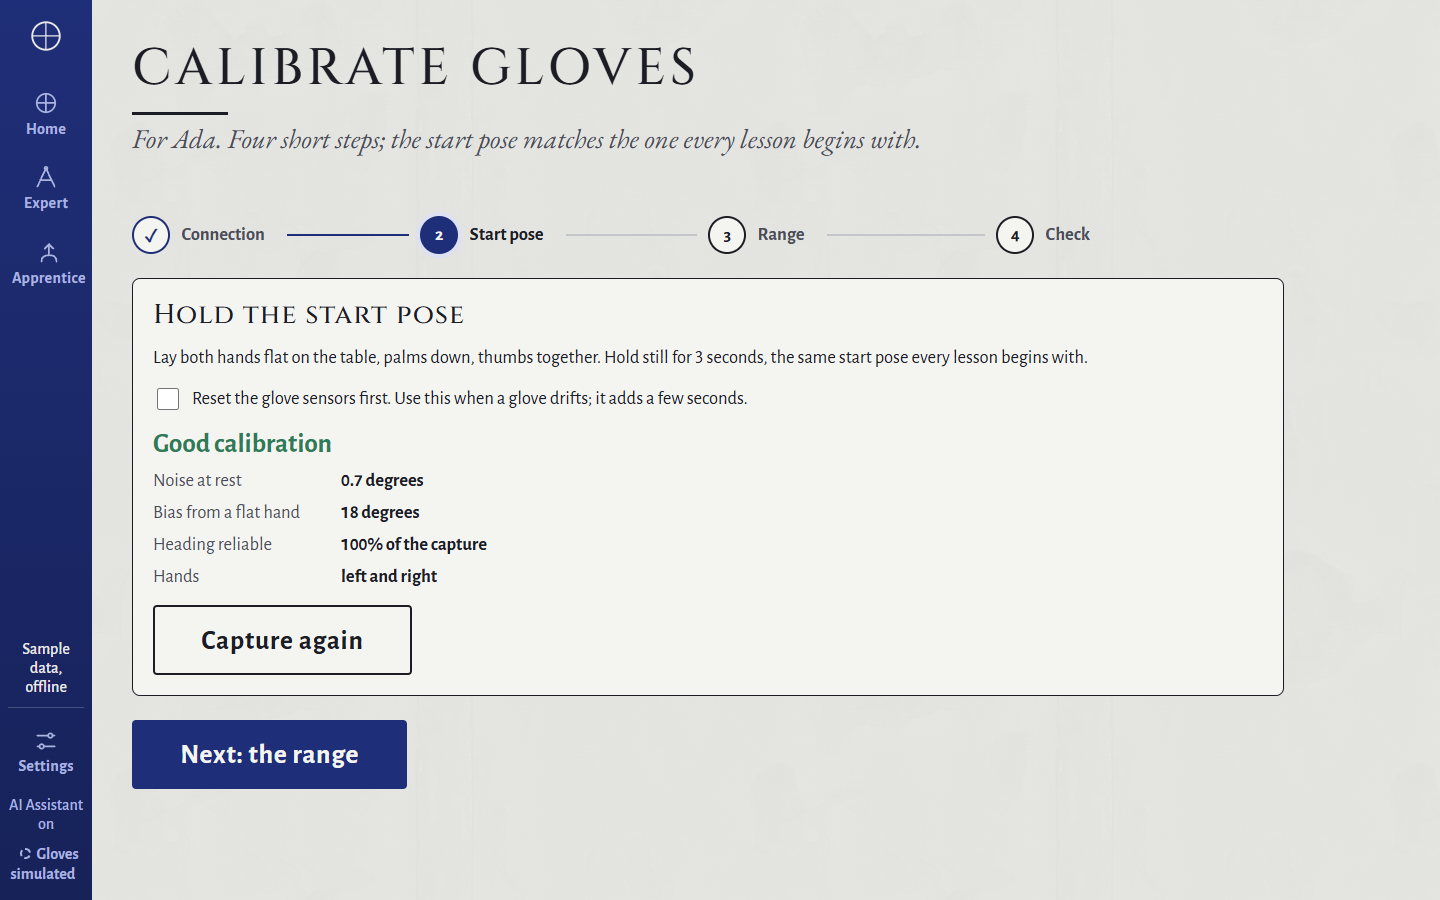 Home
Expert
Apprentice
Sample
data,
offline
Settings
AI Assistant
on
Gloves
simulated
CALIBRATE GLOVES
For Ada. Four short steps; the start pose matches the one every lesson begins with.
✓ Connection
2 Start pose
3 Range
4 Check
HOLD THE START POSE
Lay both hands flat on the table, palms down, thumbs together. Hold still for 3 seconds, the same start pose every lesson begins with.
Reset the glove sensors first. Use this when a glove drifts; it adds a few seconds.
Good calibration
Noise at rest 0.7 degrees
Bias from a flat hand 18 degrees
Heading reliable 100% of the capture
Hands left and right
Capture again
Next: the range